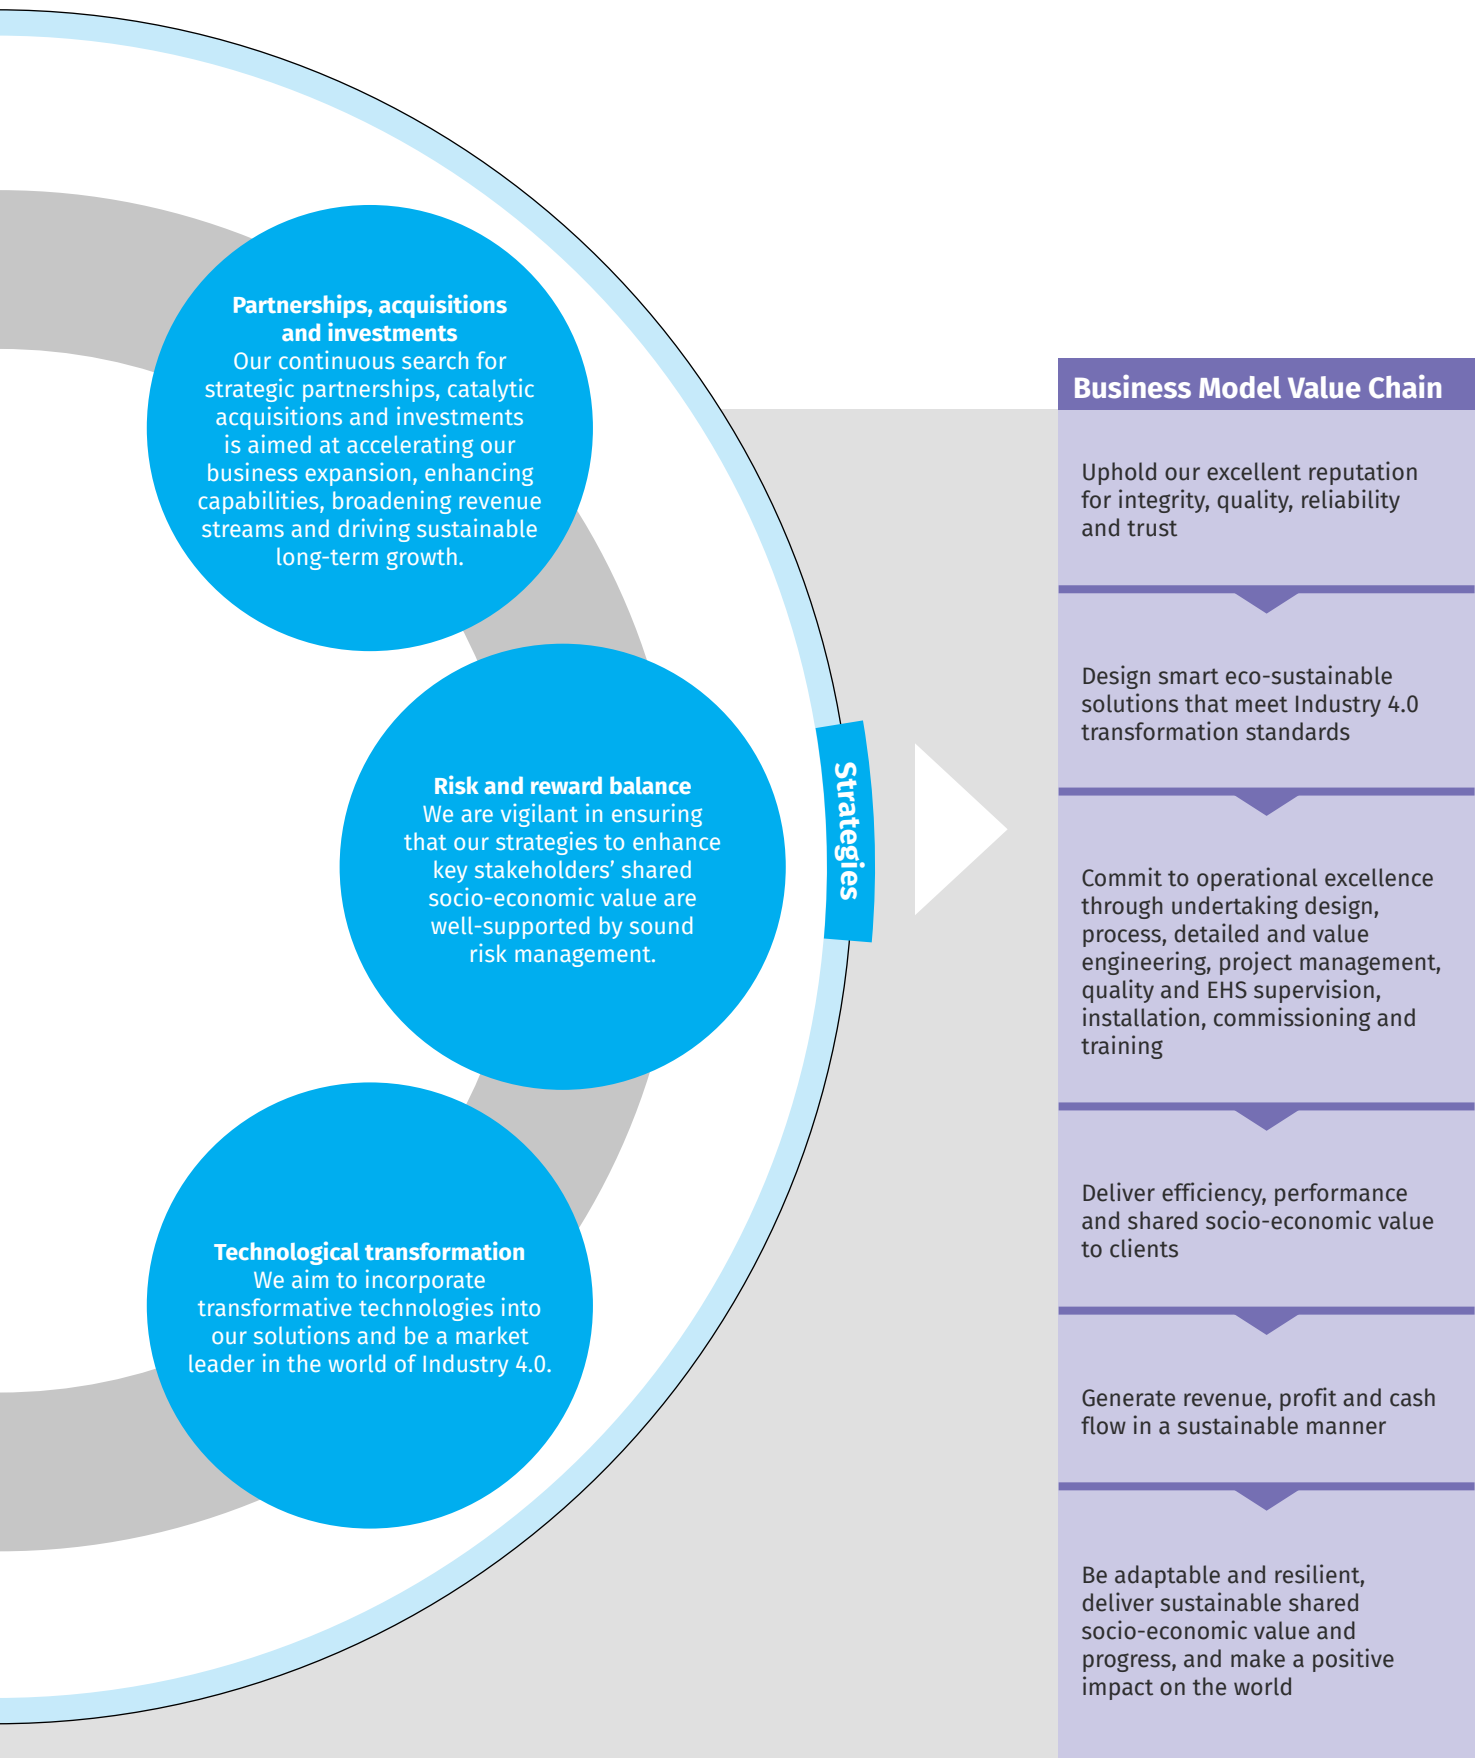 Partnerships, acquisitions
and investments
Our continuous search for
strategic partnerships, catalytic
acquisitions and investments
is aimed at accelerating our
business expansion, enhancing
capabilities, broadening revenue
streams and driving sustainable
long-term growth.
Risk and reward balance
We are vigilant in ensuring
that our strategies to enhance
key stakeholders’ shared
socio-economic value are
well-supported by sound
risk management.
Technological transformation
We aim to incorporate
transformative technologies into
our solutions and be a market
leader in the world of Industry 4.0.
Strategies
Business Model Value Chain
Uphold our excellent reputation
for integrity, quality, reliability
and trust
Design smart eco-sustainable
solutions that meet Industry 4.0
transformation standards
Commit to operational excellence
through undertaking design,
process, detailed and value
engineering, project management,
quality and EHS supervision,
installation, commissioning and
training
Deliver efficiency, performance
and shared socio-economic value
to clients
Generate revenue, profit and cash
flow in a sustainable manner
Be adaptable and resilient,
deliver sustainable shared
socio-economic value and
progress, and make a positive
impact on the world